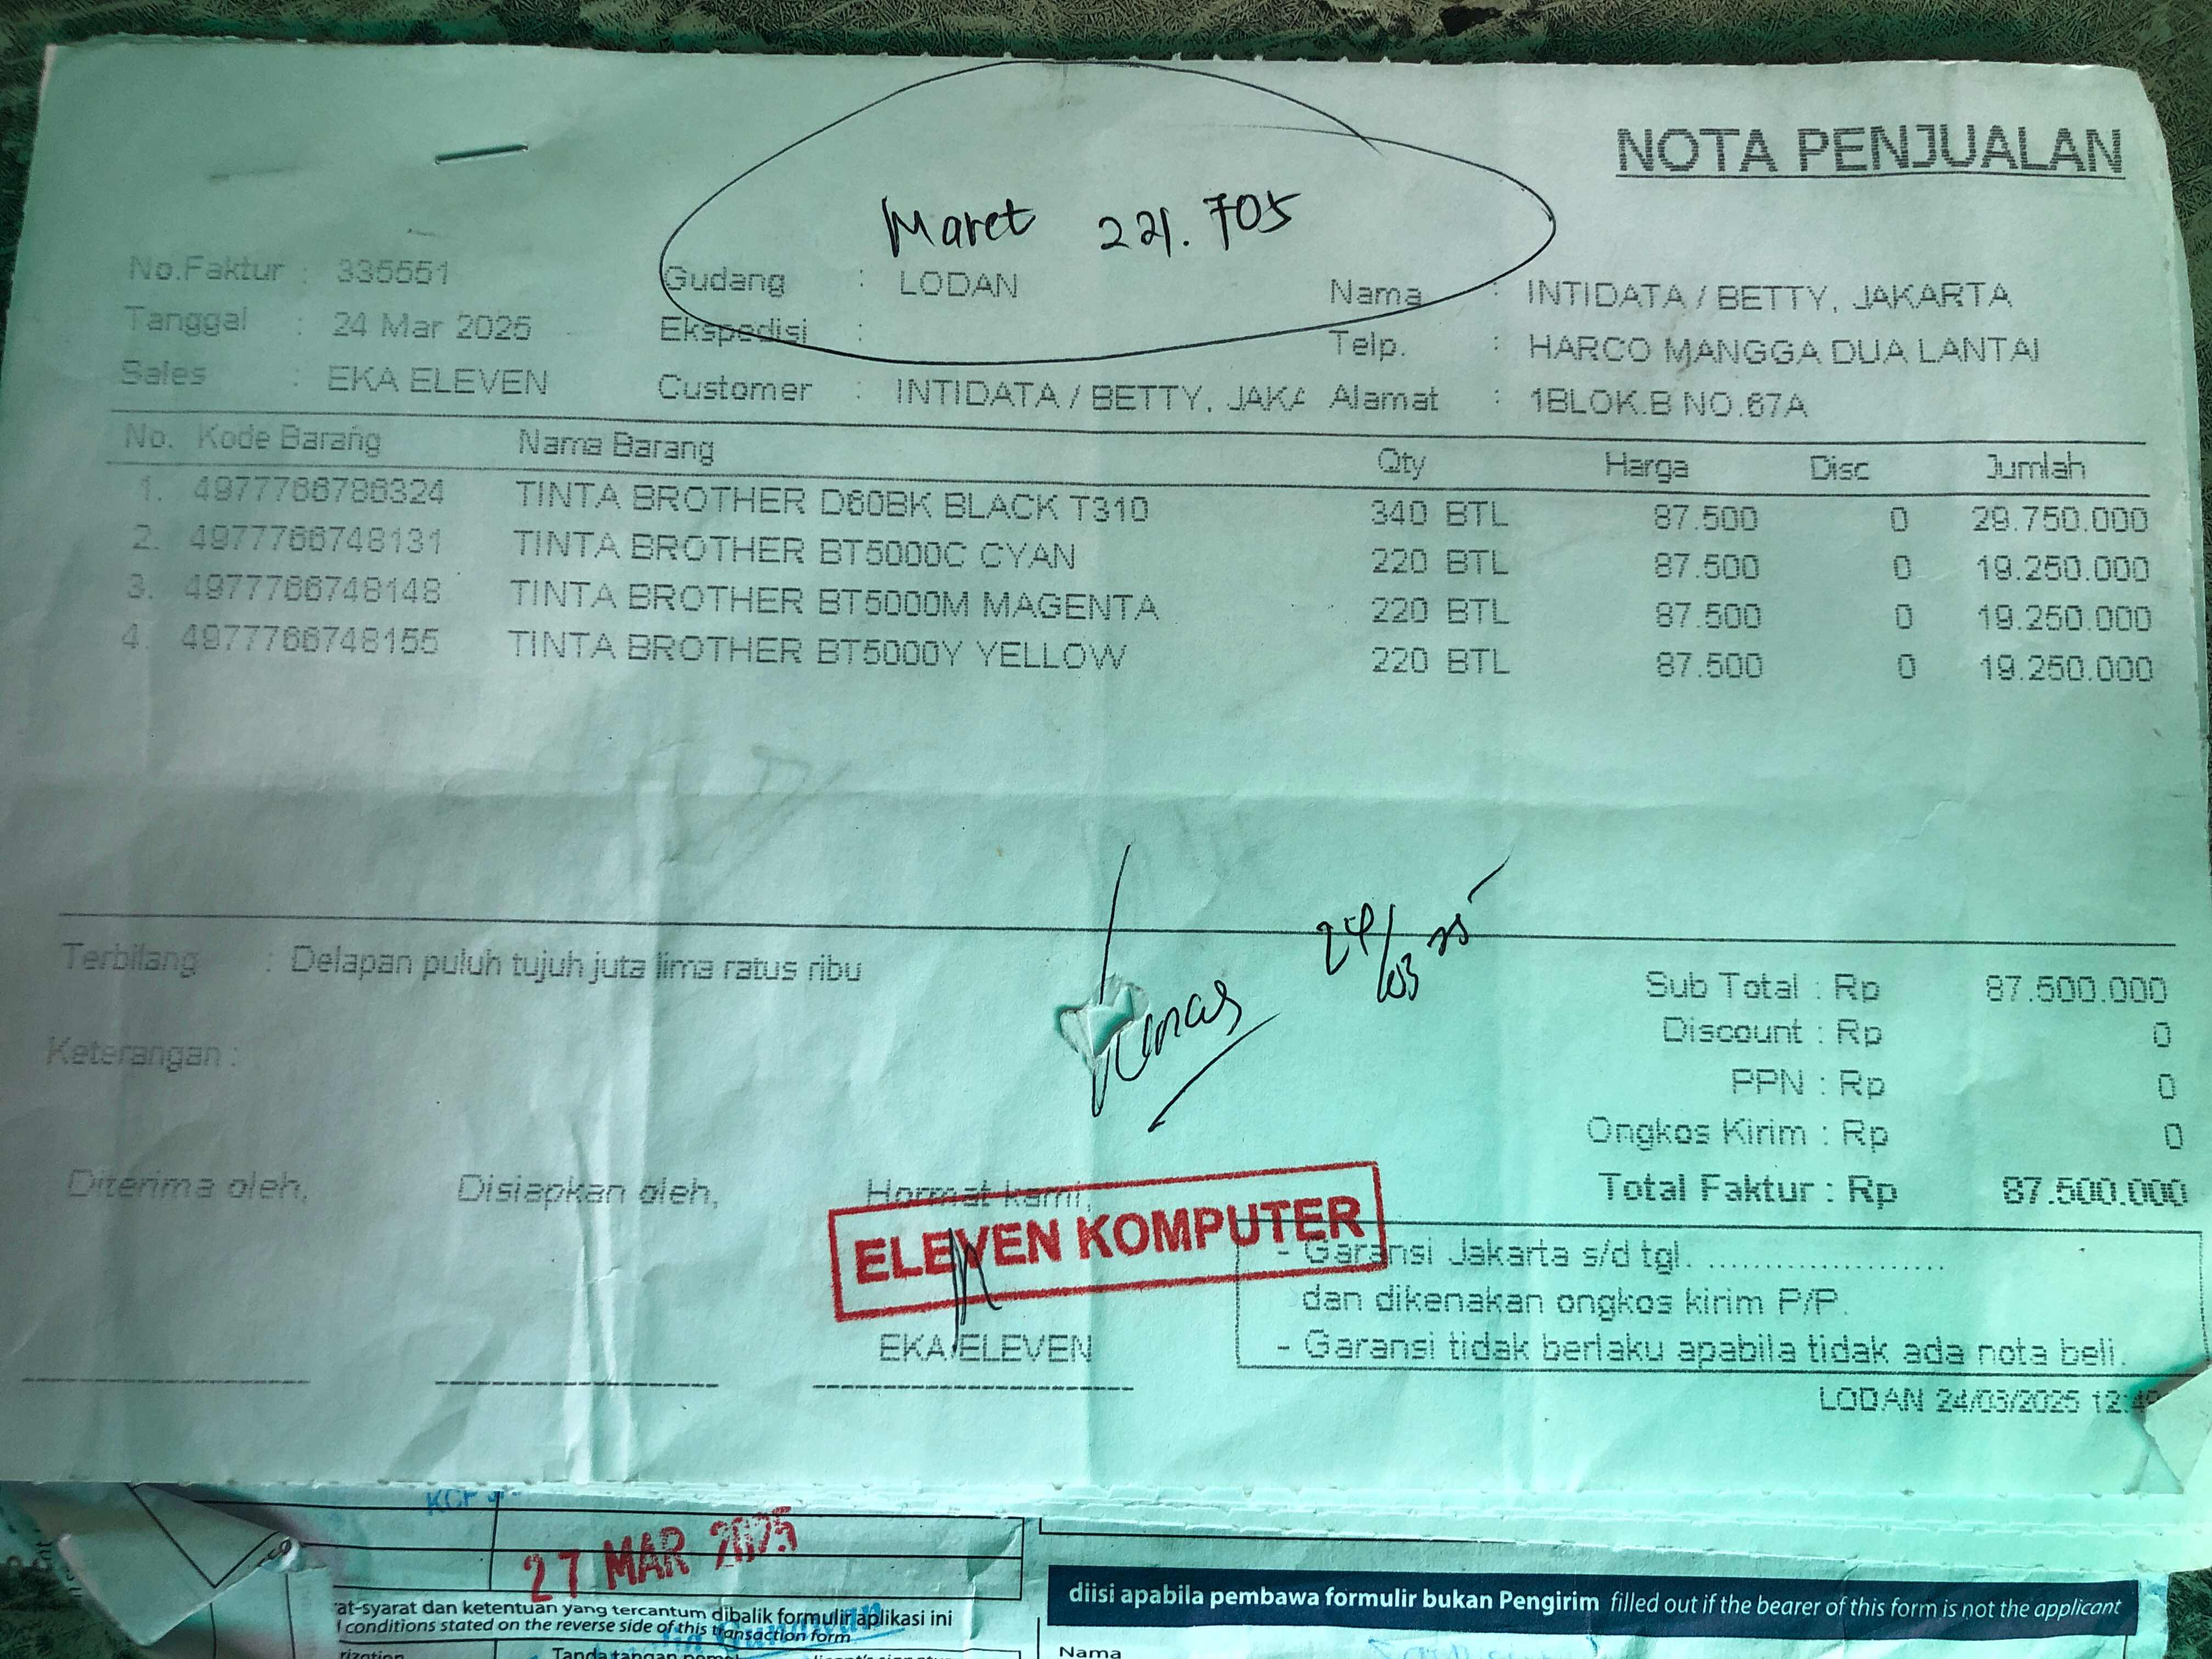 NOTA PENJUALAN
Maret 221.705
No.Faktur : 335551
Tanggal : 24 Mar 2025
Sales : EKA ELEVEN
Gudang : LODAN
Ekspedisi :
Customer : INTIDATA / BETTY, JAKA
Nama : INTIDATA / BETTY, JAKARTA
Telp. : HARCO MANGGA DUA LANTAI
Alamat : 1BLOK.B NO.67A
No. Kode Barang Nama Barang Qty Harga Disc Jumlah
1. 4977766786324 TINTA BROTHER D60BK BLACK T310 340 BTL 87.500 0 29.750.000
2. 4977766748131 TINTA BROTHER BT5000C CYAN 220 BTL 87.500 0 19.250.000
3. 4977766748148 TINTA BROTHER BT5000M MAGENTA 220 BTL 87.500 0 19.250.000
4. 4977766748155 TINTA BROTHER BT5000Y YELLOW 220 BTL 87.500 0 19.250.000
Terbilang : Delapan puluh tujuh juta lima ratus ribu
Keterangan :
Lunas 24/03 25
Sub Total : Rp 87.500.000
Discount : Rp 0
PPN : Rp 0
Ongkos Kirim : Rp 0
Total Faktur : Rp 87.500.000
Diterima oleh,
Disiapkan oleh,
Hormat kami,
ELEVEN KOMPUTER
EKA ELEVEN
- Garansi Jakarta s/d tgl. .....................
dan dikenakan ongkos kirim P/P.
- Garansi tidak berlaku apabila tidak ada nota beli.
LODAN 24/03/2025 12:49
KCP
27 MAR 2025
at-syarat dan ketentuan yang tercantum dibalik formulir aplikasi ini
conditions stated on the reverse side of this transaction form
diisi apabila pembawa formulir bukan Pengirim filled out if the bearer of this form is not the applicant
Nama